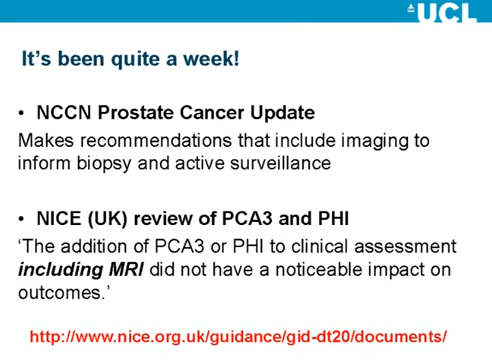 UCL
It's been quite a week!
• NCCN Prostate Cancer Update
Makes recommendations that include imaging to
inform biopsy and active surveillance
• NICE (UK) review of PCA3 and PHI
'The addition of PCA3 or PHI to clinical assessment
including MRI did not have a noticeable impact on
outcomes.'
http://www.nice.org.uk/guidance/gid-dt20/documents/